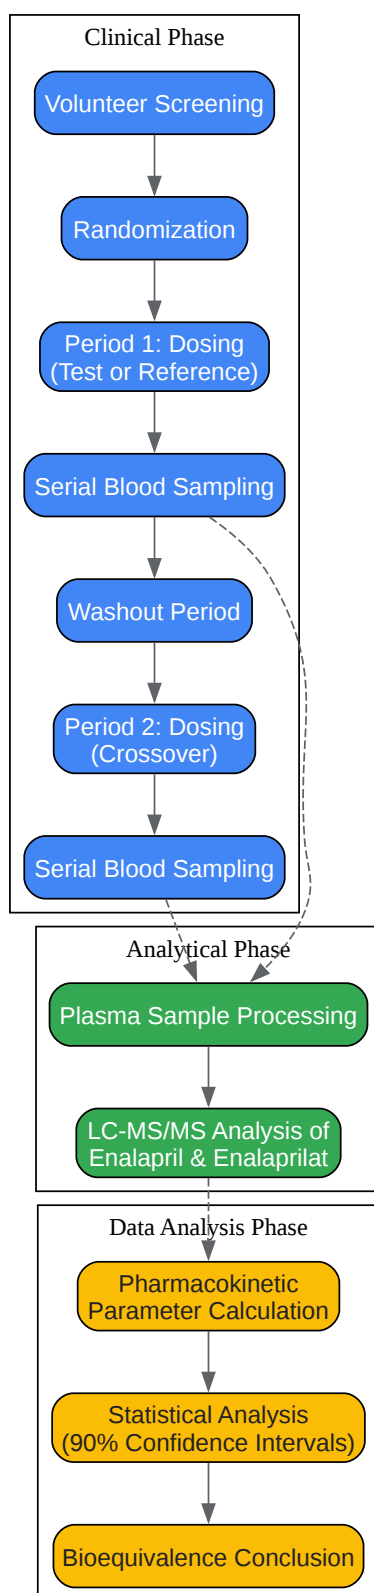 Clinical Phase
Volunteer Screening
Randomization
Period 1: Dosing
(Test or Reference)
Serial Blood Sampling
Washout Period
Period 2: Dosing
(Crossover)
Serial Blood Sampling
Analytical Phase
Plasma Sample Processing
LC-MS/MS Analysis of
Enalapril & Enalaprilat
Data Analysis Phase
Pharmacokinetic
Parameter Calculation
Statistical Analysis
(90% Confidence Intervals)
Bioequivalence Conclusion